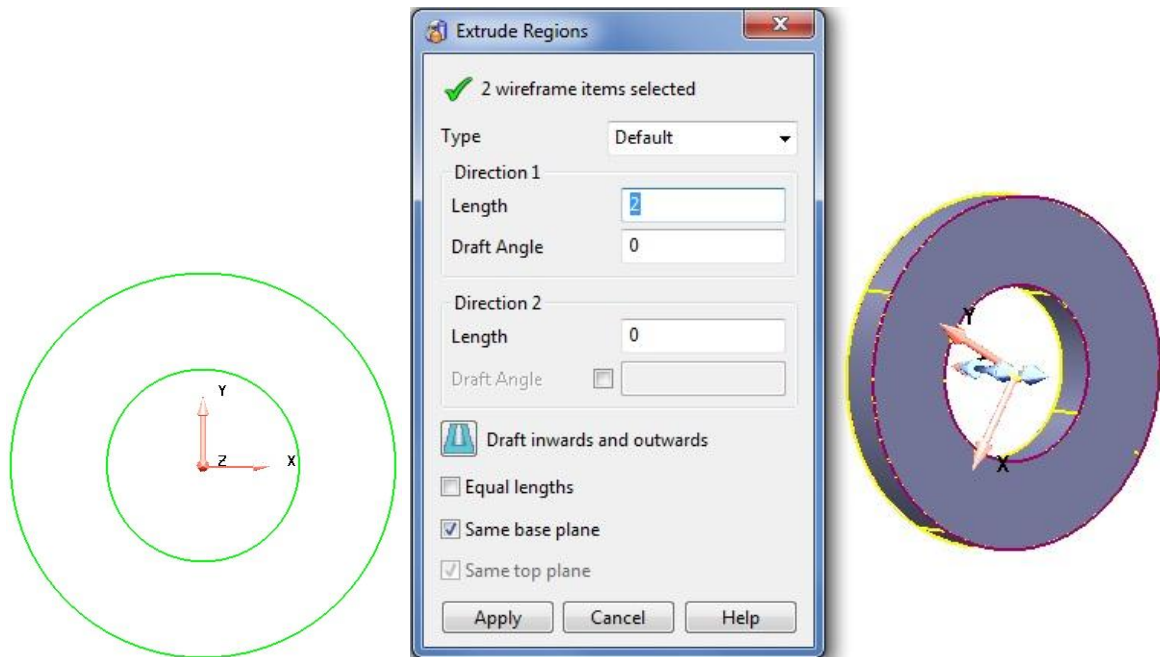 Extrude Regions
2 wireframe items selected
Type Default
Direction 1
Length 2
Draft Angle 0
Direction 2
Length 0
Draft Angle
Draft inwards and outwards
Equal lengths
Same base plane
Same top plane
Apply Cancel Help
Y
Z X
Y
X